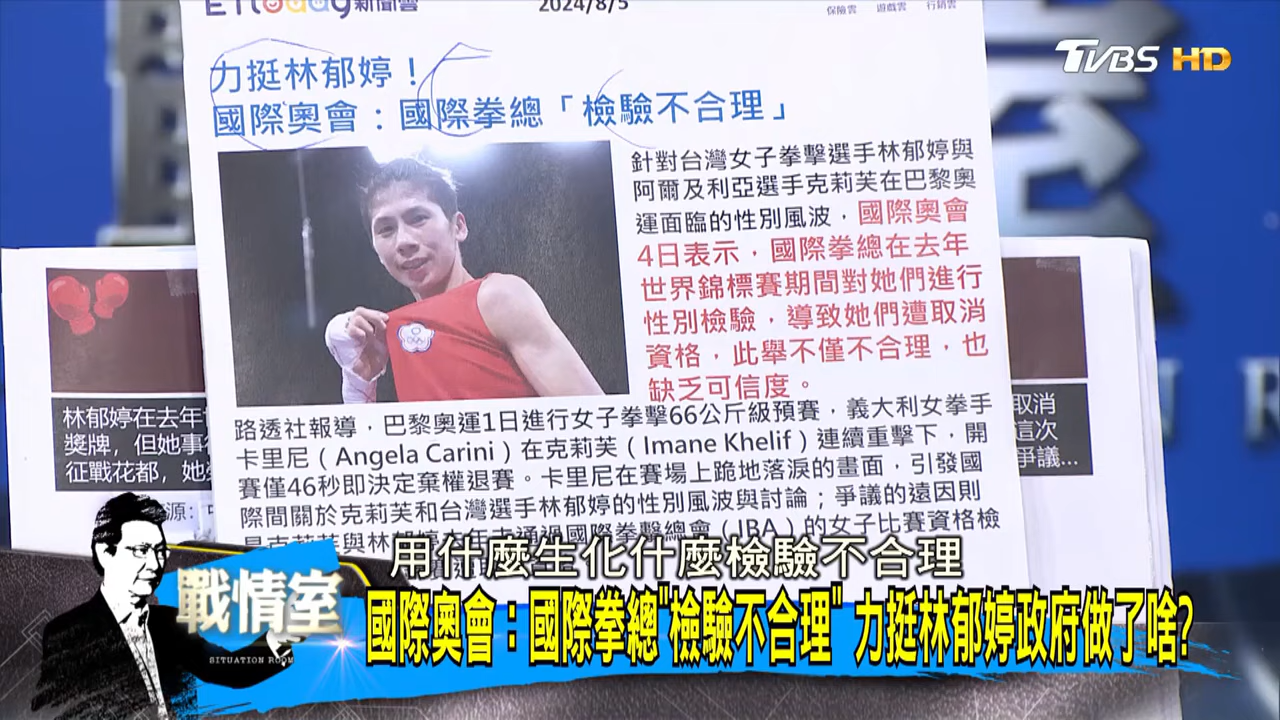 ETtoday新聞雲
2024/8/5
保險雲 遊戲雲 行銷雲
TVBS HD
力挺林郁婷！
國際奧會：國際拳總「檢驗不合理」
針對台灣女子拳擊選手林郁婷與
阿爾及利亞選手克莉芙在巴黎奧
運面臨的性別風波，國際奧會
4日表示，國際拳總在去年
世界錦標賽期間對她們進行
性別檢驗，導致她們遭取消
資格，此舉不僅不合理，也
缺乏可信度。
路透社報導，巴黎奧運1日進行女子拳擊66公斤級預賽，義大利女拳手
卡里尼（Angela Carini）在克莉芙（Imane Khelif）連續重擊下，開
賽僅46秒即決定棄權退賽。卡里尼在賽場上跪地落淚的畫面，引發國
際間關於克莉芙和台灣選手林郁婷的性別風波與討論；爭議的遠因則
是克莉芙與林郁婷去年未通過國際拳擊總會（IBA）的女子比賽資格檢
林郁婷在去年
獎牌，但她事
征戰花都，她
源：
取消
這次
爭議...
用什麼生化什麼檢驗不合理
戰情室
SITUATION ROOM
國際奧會：國際拳總"檢驗不合理" 力挺林郁婷政府做了啥?